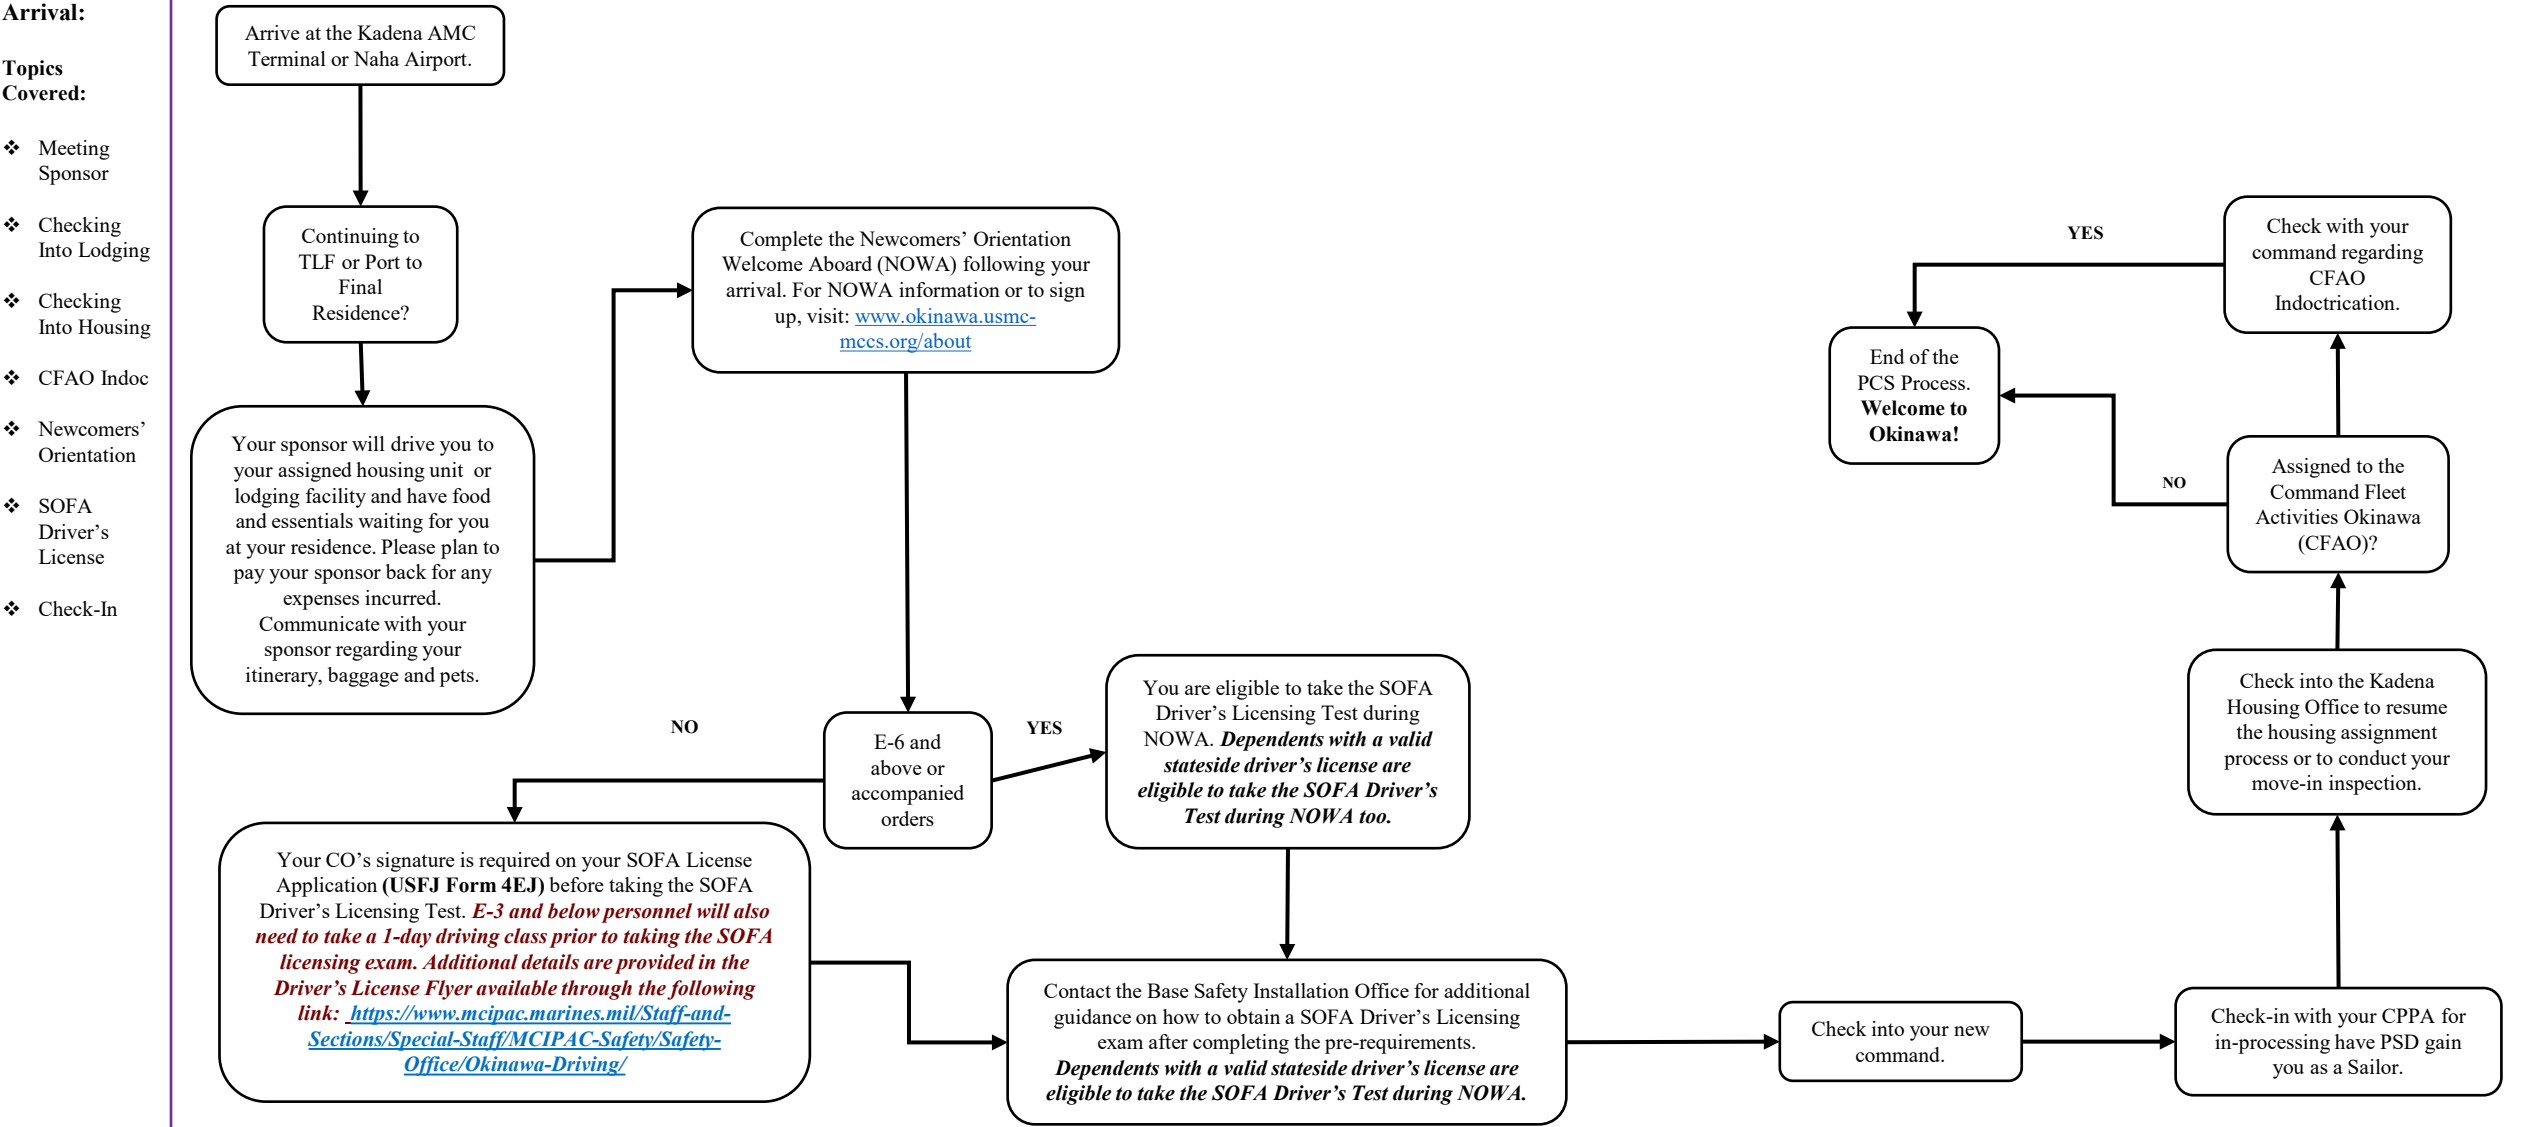 Arrival:
Topics
Covered:
❖ Meeting
Sponsor
❖ Checking
Into Lodging
❖ Checking
Into Housing
❖ CFAO Indoc
❖ Newcomers’
Orientation
❖ SOFA
Driver’s
License
❖ Check-In
Arrive at the Kadena AMC
Terminal or Naha Airport.
Continuing to
TLF or Port to
Final
Residence?
Your sponsor will drive you to
your assigned housing unit or
lodging facility and have food
and essentials waiting for you
at your residence. Please plan to
pay your sponsor back for any
expenses incurred.
Communicate with your
sponsor regarding your
itinerary, baggage and pets.
Complete the Newcomers’ Orientation
Welcome Aboard (NOWA) following your
arrival. For NOWA information or to sign
up, visit: www.okinawa.usmc-
mccs.org/about
E-6 and
above or
accompanied
orders
NO
YES
Your CO’s signature is required on your SOFA License
Application (USFJ Form 4EJ) before taking the SOFA
Driver’s Licensing Test. E-3 and below personnel will also
need to take a 1-day driving class prior to taking the SOFA
licensing exam. Additional details are provided in the
Driver’s License Flyer available through the following
link: https://www.mcipac.marines.mil/Staff-and-
Sections/Special-Staff/MCIPAC-Safety/Safety-
Office/Okinawa-Driving/
You are eligible to take the SOFA
Driver’s Licensing Test during
NOWA. Dependents with a valid
stateside driver’s license are
eligible to take the SOFA Driver’s
Test during NOWA too.
Contact the Base Safety Installation Office for additional
guidance on how to obtain a SOFA Driver’s Licensing
exam after completing the pre-requirements.
Dependents with a valid stateside driver’s license are
eligible to take the SOFA Driver’s Test during NOWA.
Check into your new
command.
Check-in with your CPPA for
in-processing have PSD gain
you as a Sailor.
Check into the Kadena
Housing Office to resume
the housing assignment
process or to conduct your
move-in inspection.
Assigned to the
Command Fleet
Activities Okinawa
(CFAO)?
NO
Check with your
command regarding
CFAO
Indoctrication.
YES
End of the
PCS Process.
Welcome to
Okinawa!